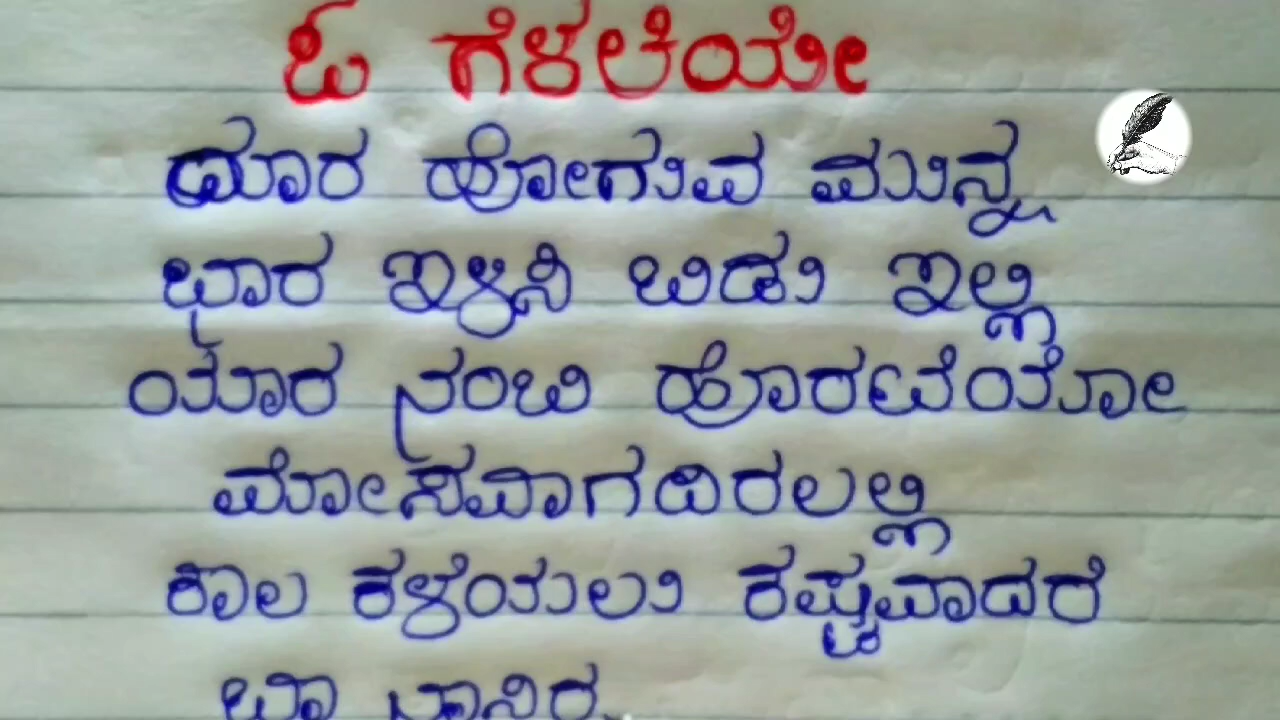 ಓ ಗೆಳತಿಯೇ
ದೂರ ಹೋಗುವ ಮುನ್ನ
ಭಾರ ಇಳಿಸಿ ಬಿಡು ಇಲ್ಲಿ
ಯಾರ ನಂಬಿ ಹೊರಟೆಯೋ
ಮೋಸವಾಗದಿರಲಲ್ಲಿ
ಕಾಲ ಕಳೆಯಲು ಕಷ್ಟವಾದರೆ